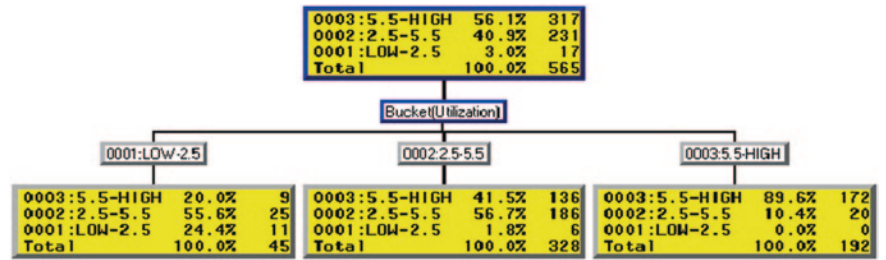 0003:5.5-HIGH 56.1% 317
0002:2.5-5.5 40.9% 231
0001:LOW-2.5 3.0% 17
Total 100.0% 565
Bucket(Utilization)
0001:LOW-2.5
0002:2.5-5.5
0003:5.5-HIGH
0003:5.5-HIGH 20.0% 9
0002:2.5-5.5 55.6% 25
0001:LOW-2.5 24.4% 11
Total 100.0% 45
0003:5.5-HIGH 41.5% 136
0002:2.5-5.5 56.7% 186
0001:LOW-2.5 1.8% 6
Total 100.0% 328
0003:5.5-HIGH 89.6% 172
0002:2.5-5.5 10.4% 20
0001:LOW-2.5 0.0% 0
Total 100.0% 192